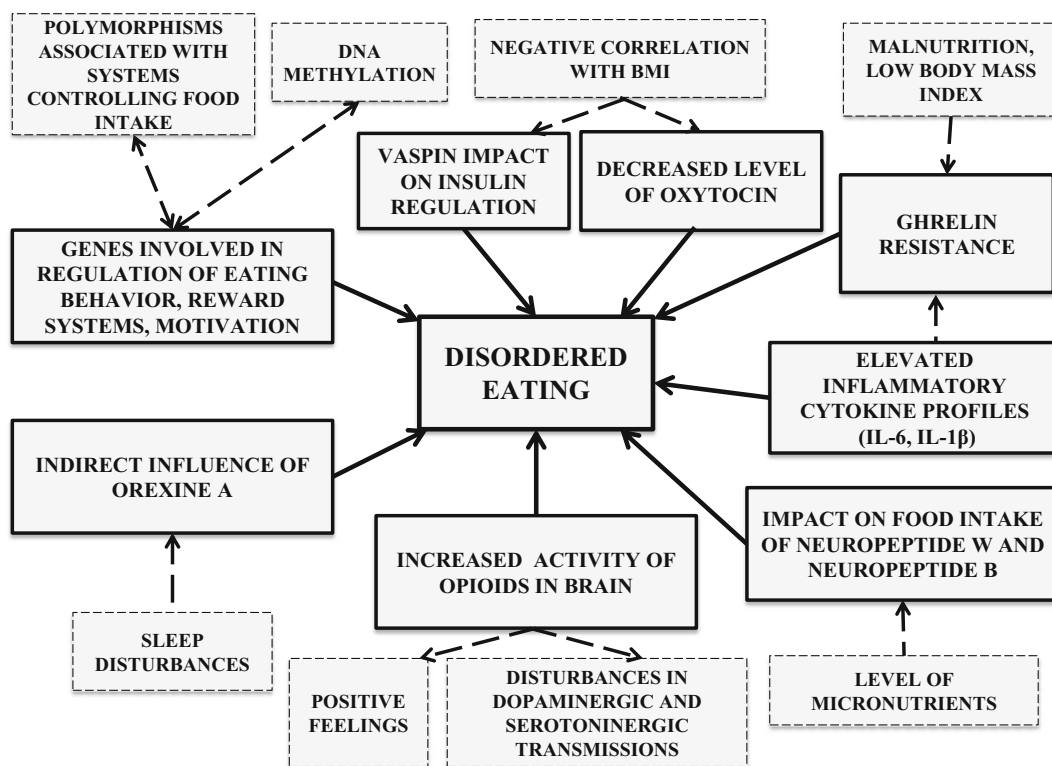 POLYMORPHISMS
ASSOCIATED WITH
SYSTEMS
CONTROLLING FOOD
INTAKE
DNA
METHYLATION
NEGATIVE CORRELATION
WITH BMI
MALNUTRITION,
LOW BODY MASS
INDEX
VASPIN IMPACT
ON INSULIN
REGULATION
DECREASED LEVEL
OF OXYTOCIN
GHRELIN
RESISTANCE
GENES INVOLVED IN
REGULATION OF EATING
BEHAVIOR, REWARD
SYSTEMS, MOTIVATION
DISORDERED
EATING
ELEVATED
INFLAMMATORY
CYTOKINE PROFILES
(IL-6, IL-1β)
INDIRECT INFLUENCE OF
OREXINE A
INCREASED ACTIVITY OF
OPIOIDS IN BRAIN
IMPACT ON FOOD INTAKE
OF NEUROPEPTIDE W AND
NEUROPEPTIDE B
SLEEP
DISTURBANCES
POSITIVE
FEELINGS
DISTURBANCES IN
DOPAMINERGIC AND
SEROTONINERGIC
TRANSMISSIONS
LEVEL OF
MICRONUTRIENTS